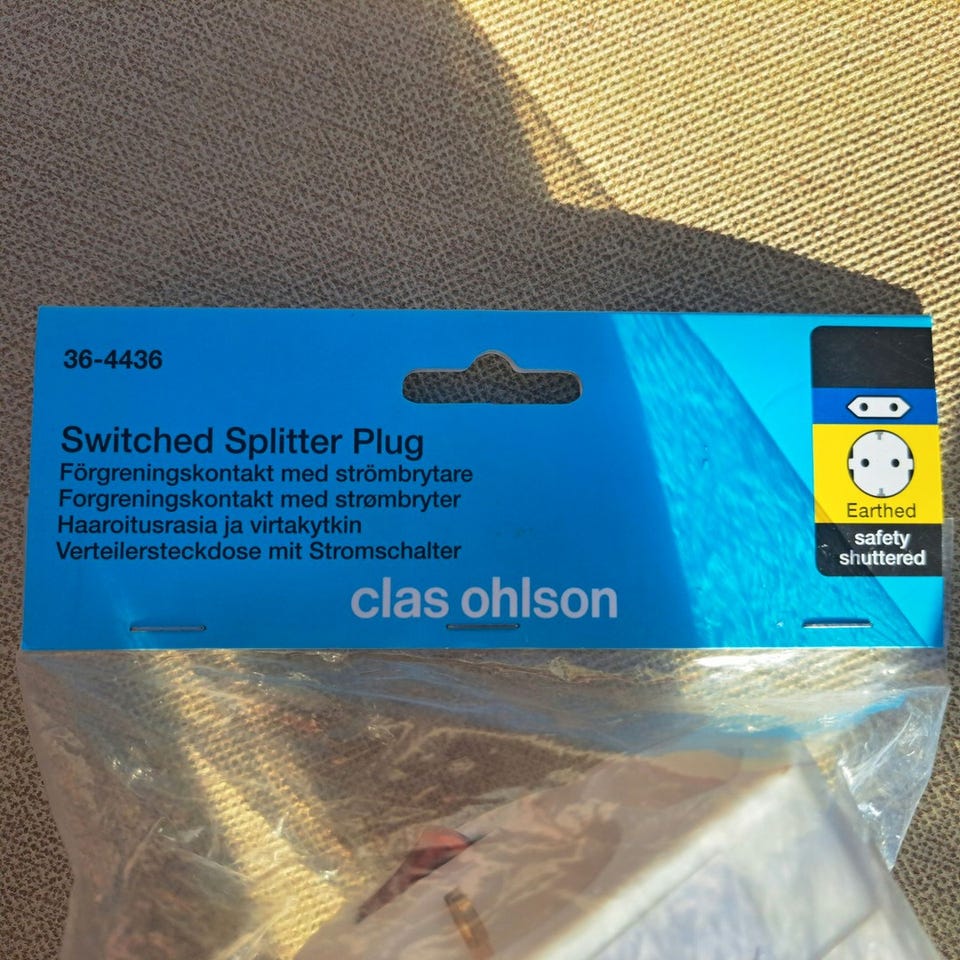 36-4436
Switched Splitter Plug
Förgreningskontakt med strömbrytare
Forgreningskontakt med strømbryter
Haaroitusrasia ja virtakytkin
Verteilersteckdose mit Stromschalter
clas ohlson
Earthed
safety
shuttered